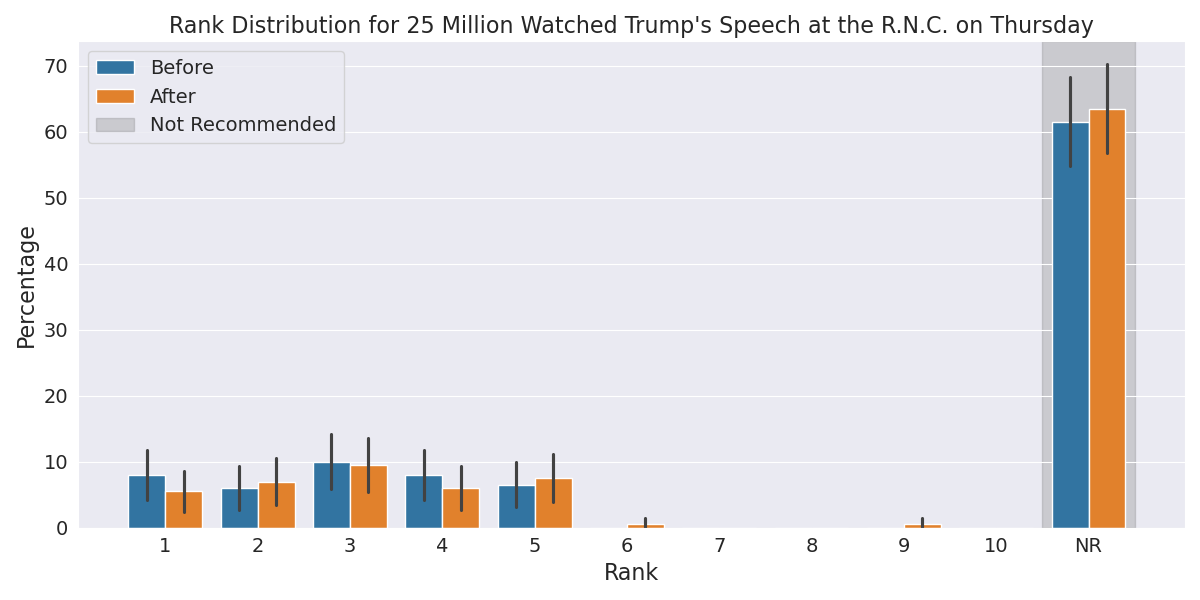 Rank Distribution for 25 Million Watched Trump's Speech at the R.N.C. on Thursday
Before
After
Not Recommended
Percentage
70
60
50
40
30
20
10
0
1 2 3 4 5 6 7 8 9 10 NR
Rank